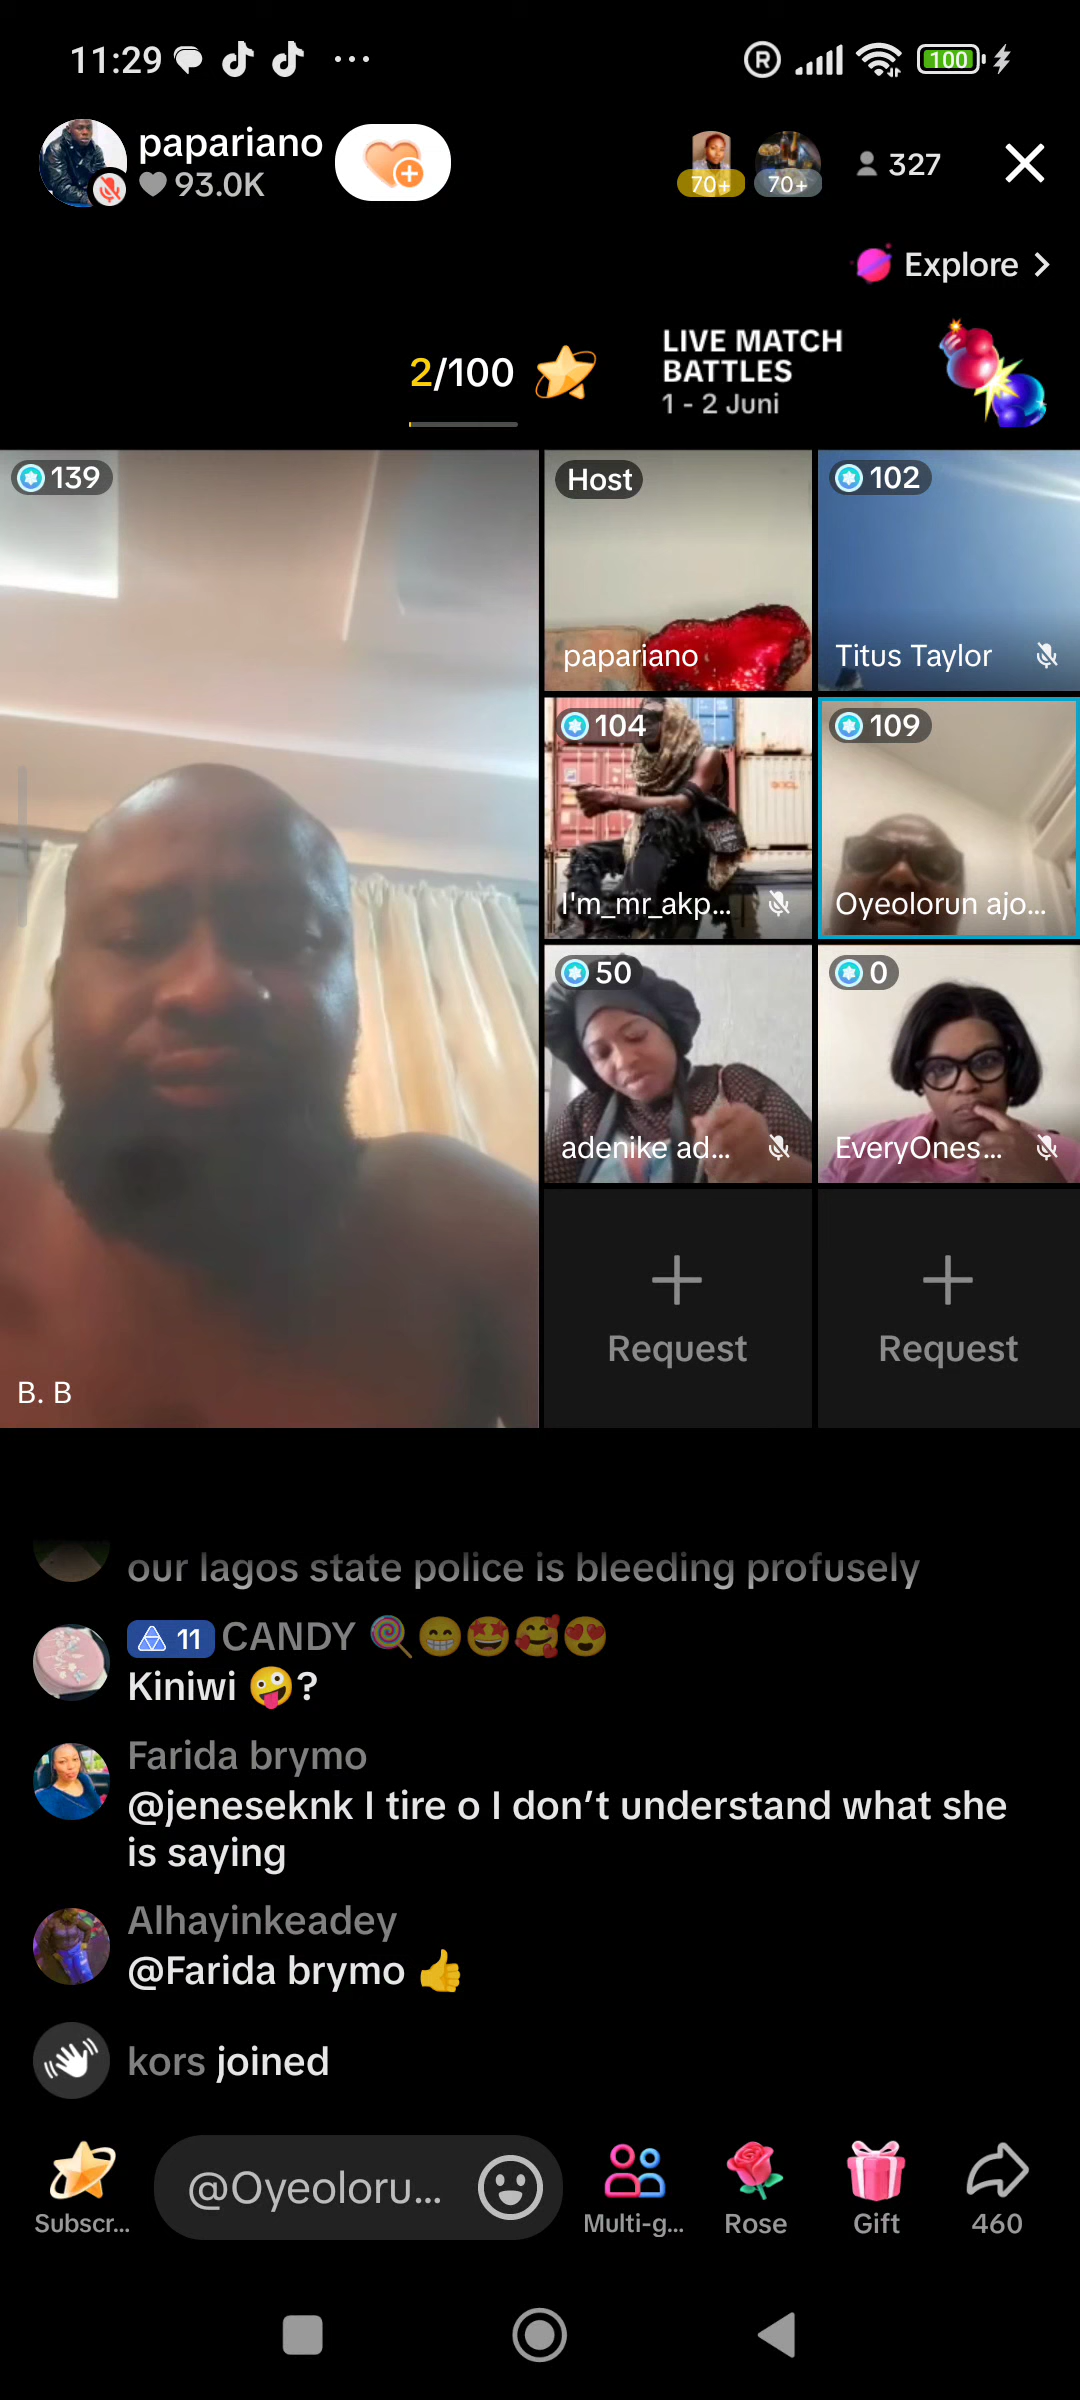 11:29
100
papariano
93.0K
70+
70+
327
Explore
2/100
LIVE MATCH
BATTLES
1 - 2 Juni
139
Host
102
papariano
Titus Taylor
104
109
I'm_mr_akp...
Oyeolorun ajo...
50
0
adenike ad...
EveryOnes...
B. B
Request
Request
our lagos state police is bleeding profusely
11 CANDY 🍭😁🤩🥰😍
Kiniwi 🤪?
Farida brymo
@jeneseknk I tire o I don’t understand what she
is saying
Alhayinkeadey
@Farida brymo 👍
kors joined
@Oyeoloru...
Subscr...
Multi-g...
Rose
Gift
460